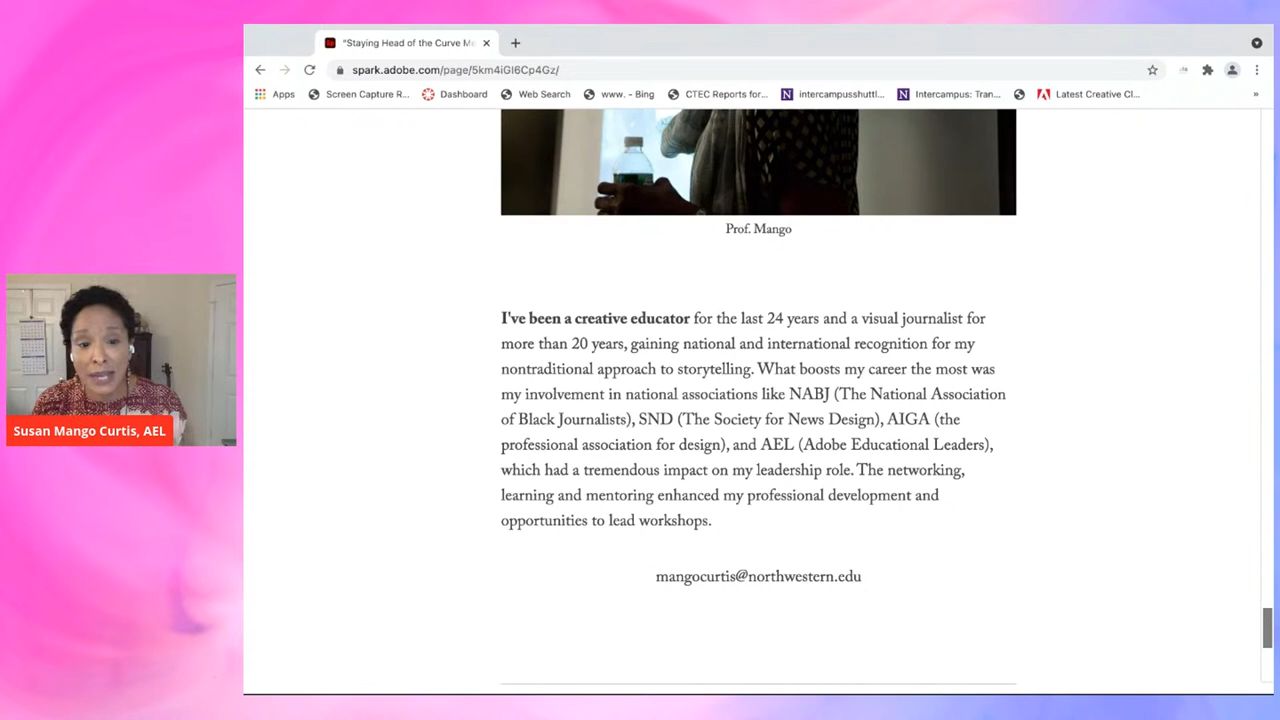 "Staying Head of the Curve Me
spark.adobe.com/page/5km4iGl6Cp4Gz/
Apps
Screen Capture R...
Dashboard
Web Search
www. - Bing
CTEC Reports for...
N
intercampusshuttl...
N
Intercampus: Tran...
Latest Creative Cl...
»
Prof. Mango
I've been a creative educator for the last 24 years and a visual journalist for
more than 20 years, gaining national and international recognition for my
nontraditional approach to storytelling. What boosts my career the most was
my involvement in national associations like NABJ (The National Association
of Black Journalists), SND (The Society for News Design), AIGA (the
professional association for design), and AEL (Adobe Educational Leaders),
which had a tremendous impact on my leadership role. The networking,
learning and mentoring enhanced my professional development and
opportunities to lead workshops.
mangocurtis@northwestern.edu
Susan Mango Curtis, AEL